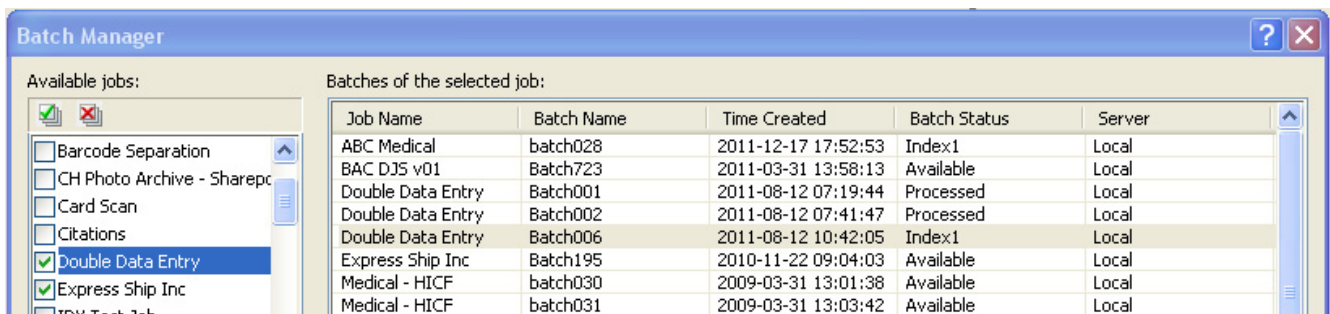 Batch Manager
Available jobs:
Batches of the selected job:
Barcode Separation
CH Photo Archive - Sharepo
Card Scan
Citations
Double Data Entry
Express Ship Inc
IDX Test Job
Job Name Batch Name Time Created Batch Status Server
ABC Medical batch028 2011-12-17 17:52:53 Index1 Local
BAC DJS v01 Batch723 2011-03-31 13:58:13 Available Local
Double Data Entry Batch001 2011-08-12 07:19:44 Processed Local
Double Data Entry Batch002 2011-08-12 07:41:47 Processed Local
Double Data Entry Batch006 2011-08-12 10:42:05 Index1 Local
Express Ship Inc Batch195 2010-11-22 09:04:03 Available Local
Medical - HICF batch030 2009-03-31 13:01:38 Available Local
Medical - HICF batch031 2009-03-31 13:03:42 Available Local